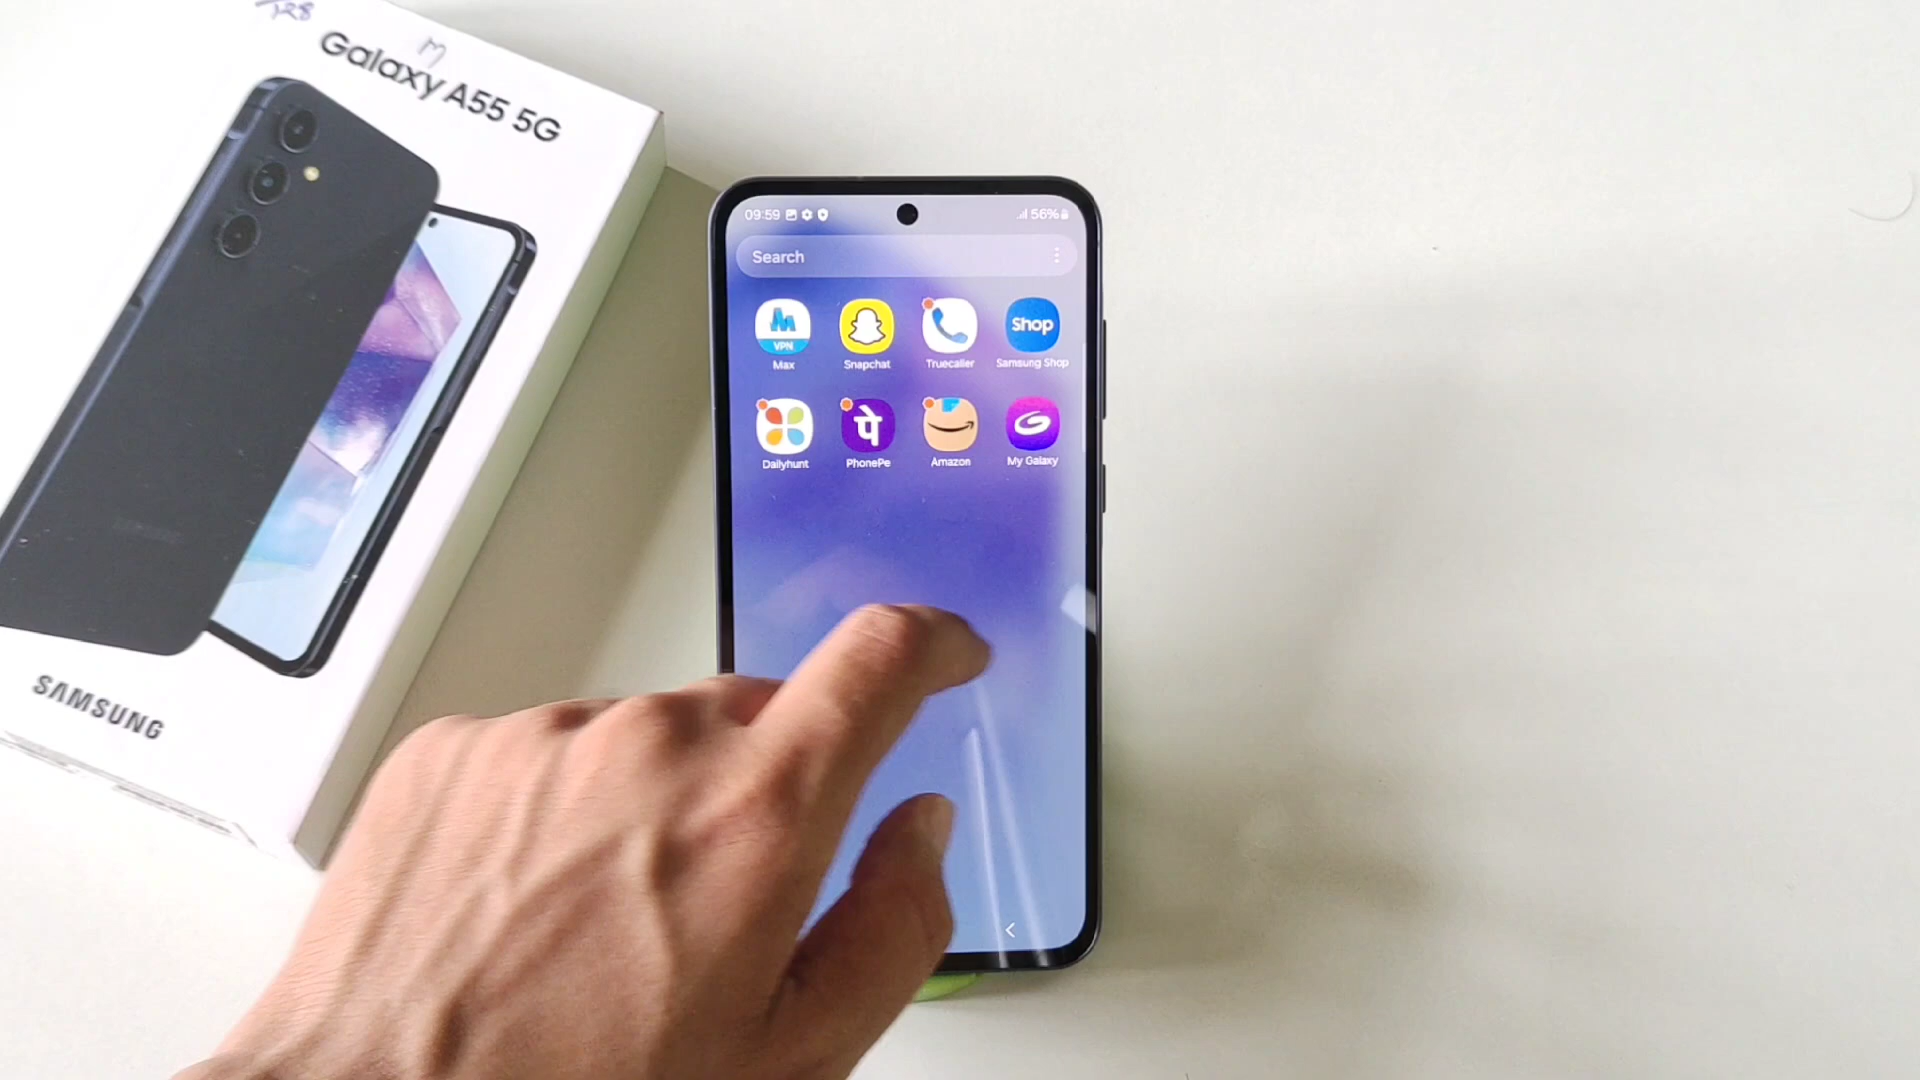 128
M
Galaxy A55 5G
SAMSUNG
09:59
56%
Search
VPN
Shop
Max
Snapchat
Truecaller
Samsung Shop
पे
Dailyhunt
PhonePe
Amazon
My Galaxy